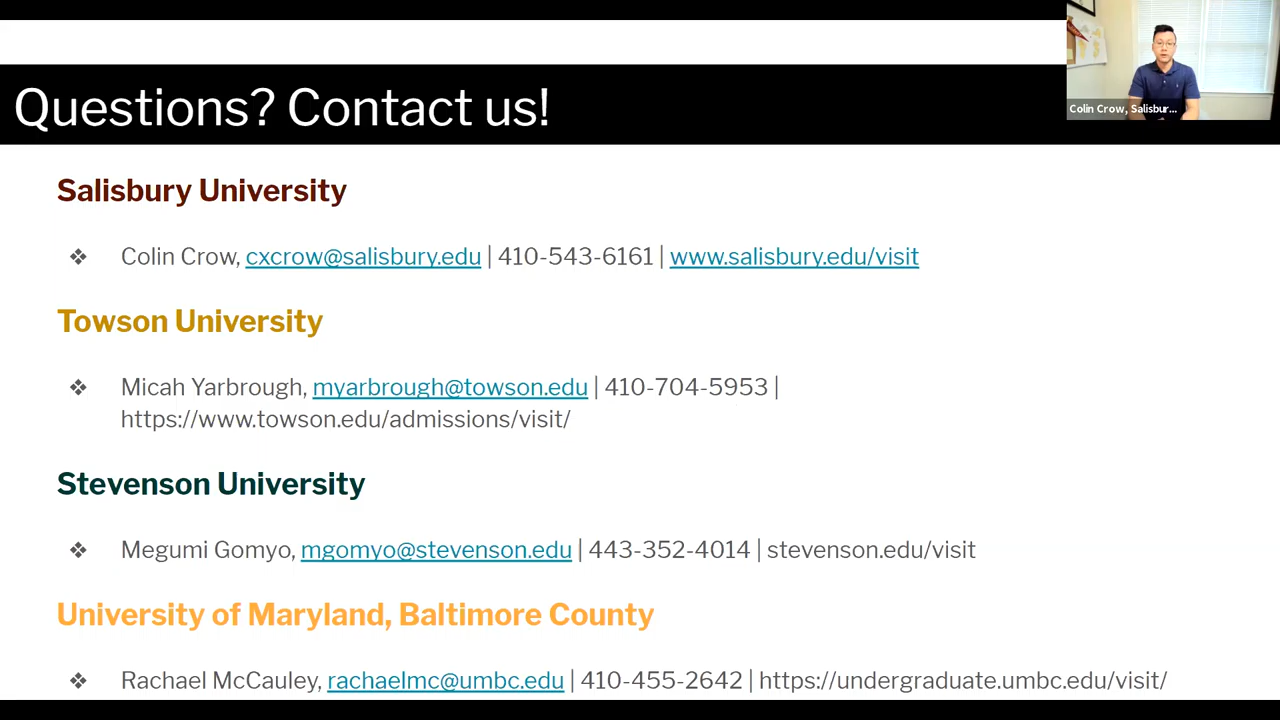 Questions? Contact us!
Colin Crow, Salisbur...
Salisbury University
❖ Colin Crow, cxcrow@salisbury.edu | 410-543-6161 | www.salisbury.edu/visit
Towson University
❖ Micah Yarbrough, myarbrough@towson.edu | 410-704-5953 |
https://www.towson.edu/admissions/visit/
Stevenson University
❖ Megumi Gomyo, mgomyo@stevenson.edu | 443-352-4014 | stevenson.edu/visit
University of Maryland, Baltimore County
❖ Rachael McCauley, rachaelmc@umbc.edu | 410-455-2642 | https://undergraduate.umbc.edu/visit/